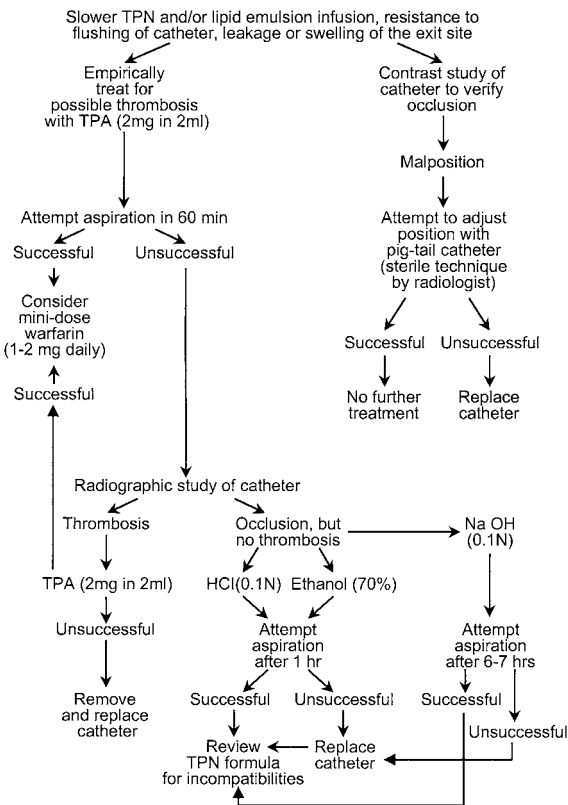 Slower TPN and/or lipid emulsion infusion, resistance to
flushing of catheter, leakage or swelling of the exit site
Empirically
treat for
possible thrombosis
with TPA (2mg in 2ml)
Contrast study of
catheter to verify
occlusion
Malposition
Attempt to adjust
position with
pig-tail catheter
(sterile technique
by radiologist)
Successful
Unsuccessful
No further
treatment
Replace
catheter
Attempt aspiration in 60 min
Successful
Unsuccessful
Consider
mini-dose
warfarin
(1-2 mg daily)
Successful
Radiographic study of catheter
Thrombosis
Occlusion, but
no thrombosis
Na OH
(0.1N)
TPA (2mg in 2ml)
HCl(0.1N)
Ethanol (70%)
Unsuccessful
Attempt
aspiration
after 1 hr
Attempt
aspiration
after 6-7 hrs
Remove
and replace
catheter
Successful
Unsuccessful
Successful
Unsuccessful
Review
TPN formula
for incompatibilities
Replace
catheter